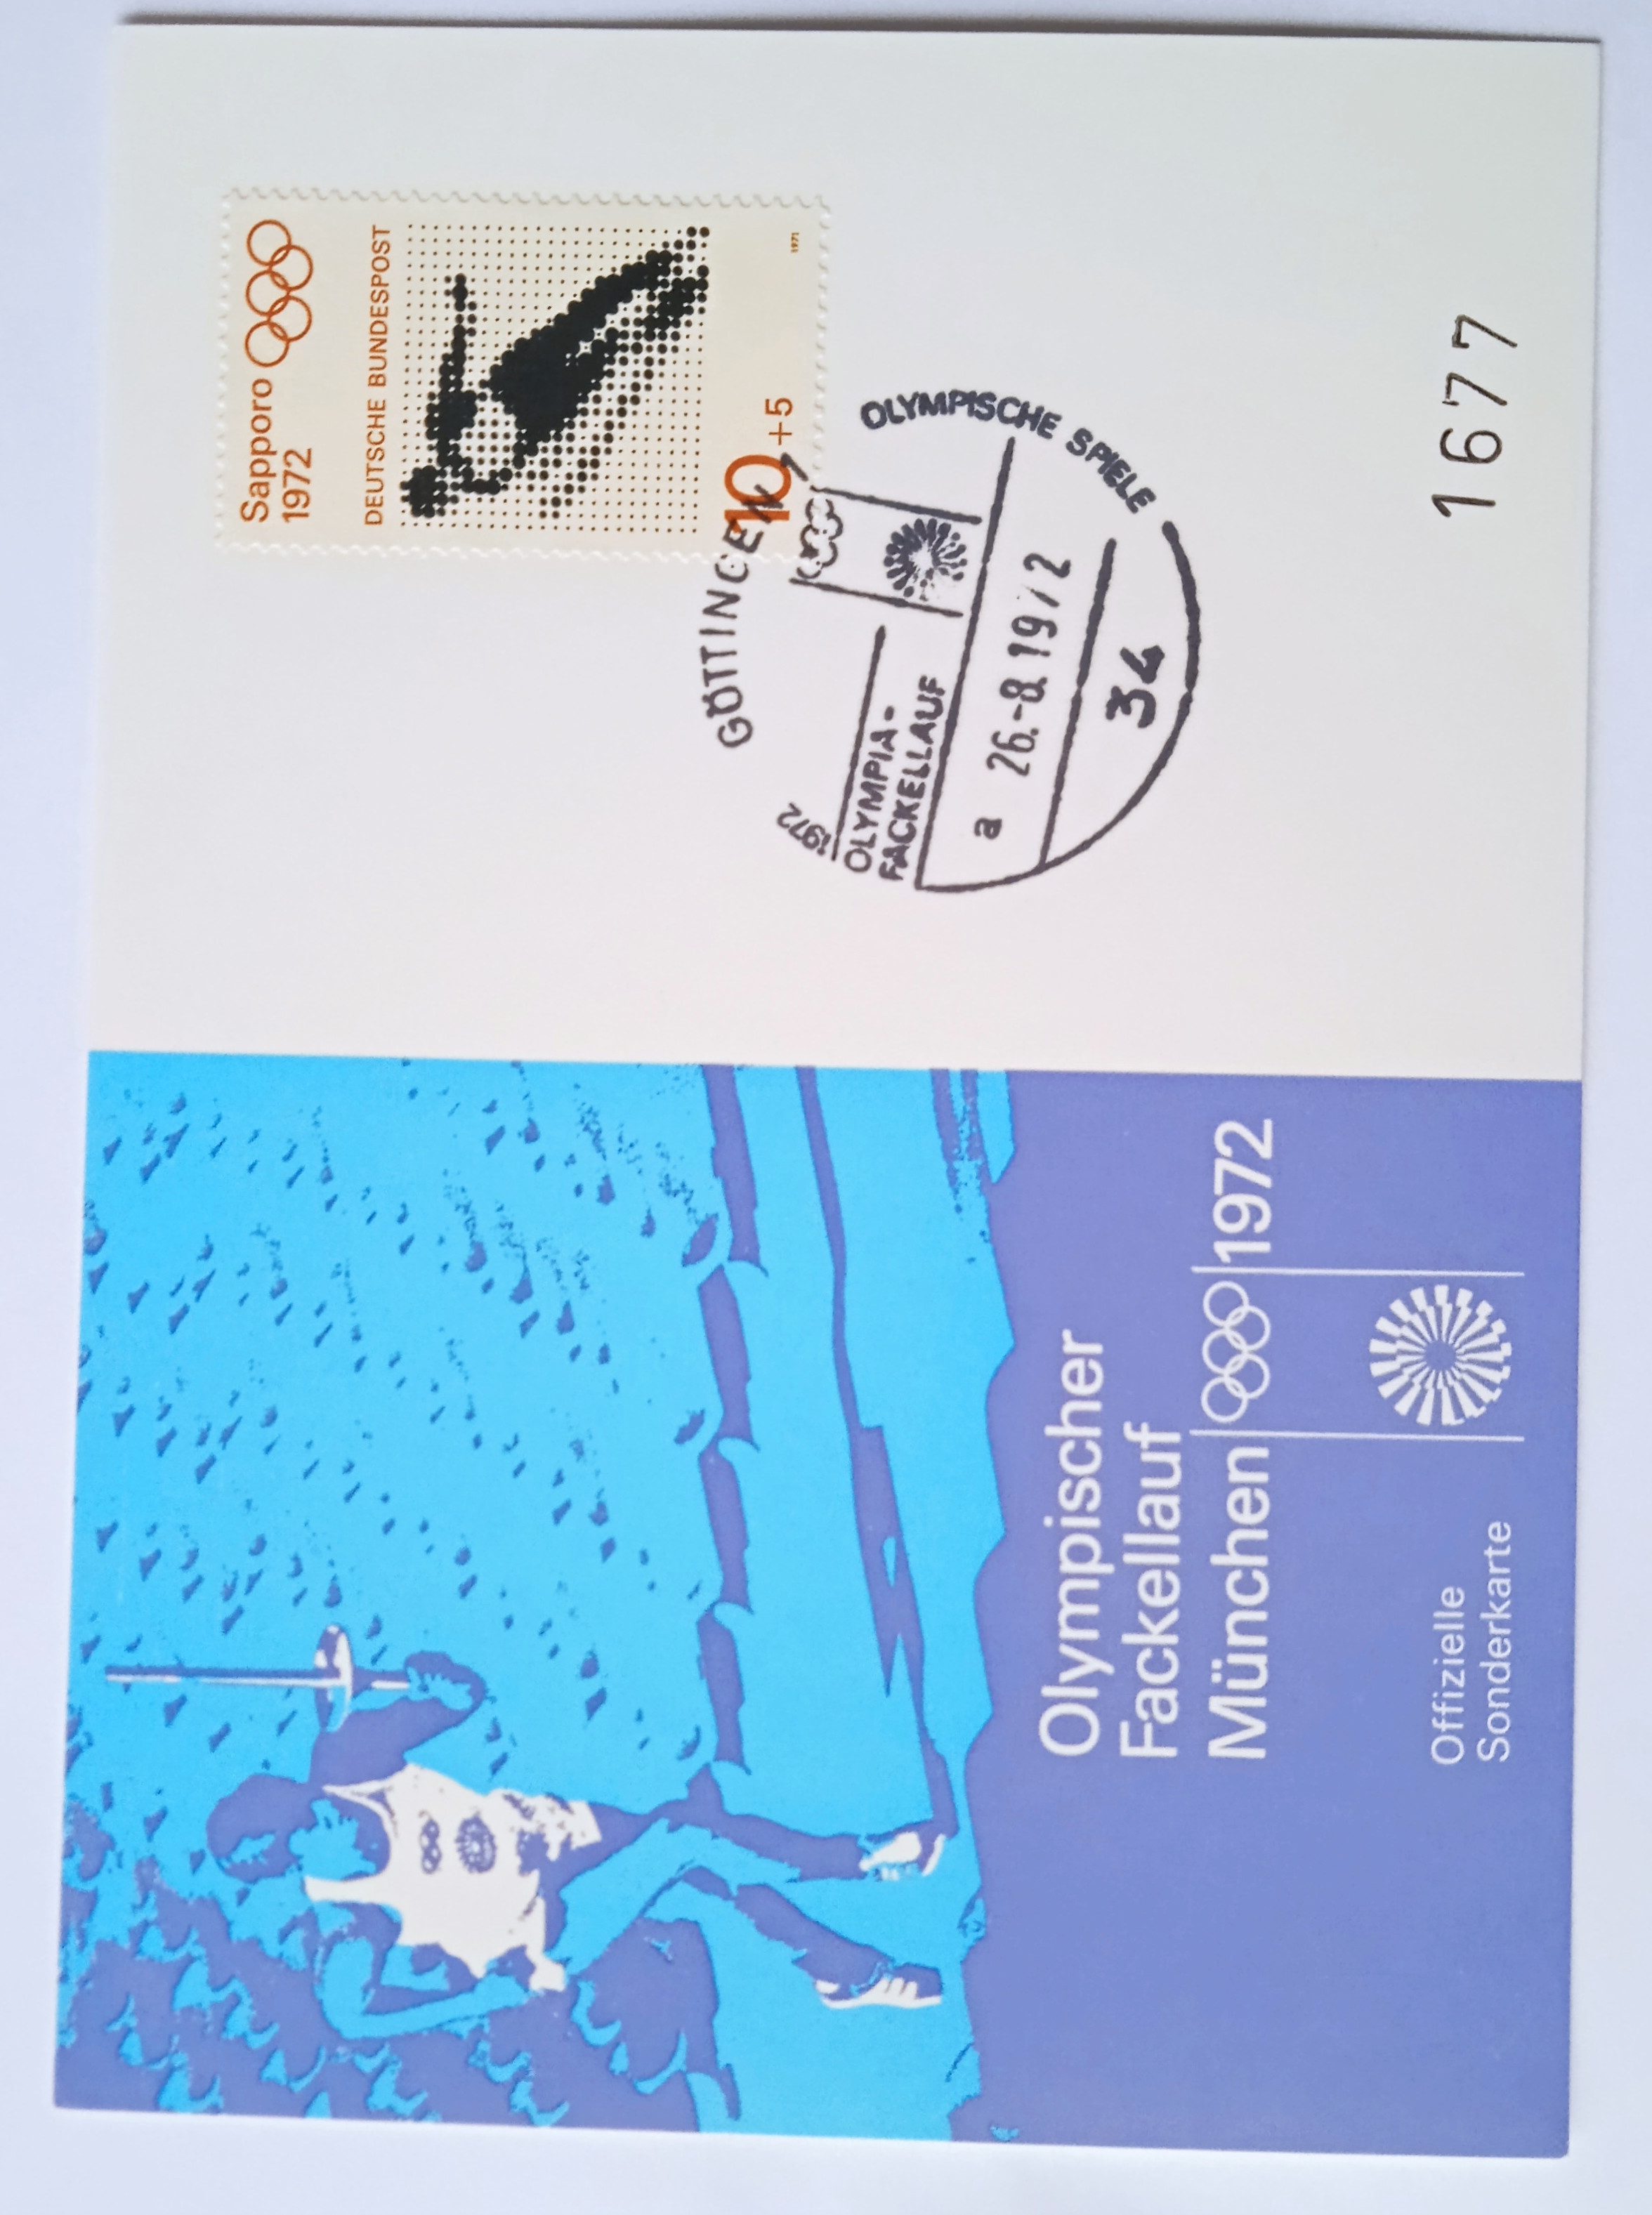 Olympischer
Fackellauf
München 1972
Offizielle
Sonderkarte
Sapporo
1972
DEUTSCHE BUNDESPOST
10+5
1971
GÖTTINGEN 1
OLYMPISCHE SPIELE
1972
OLYMPIA-
FACKELLAUF
a 26.-8.1972
34
1677